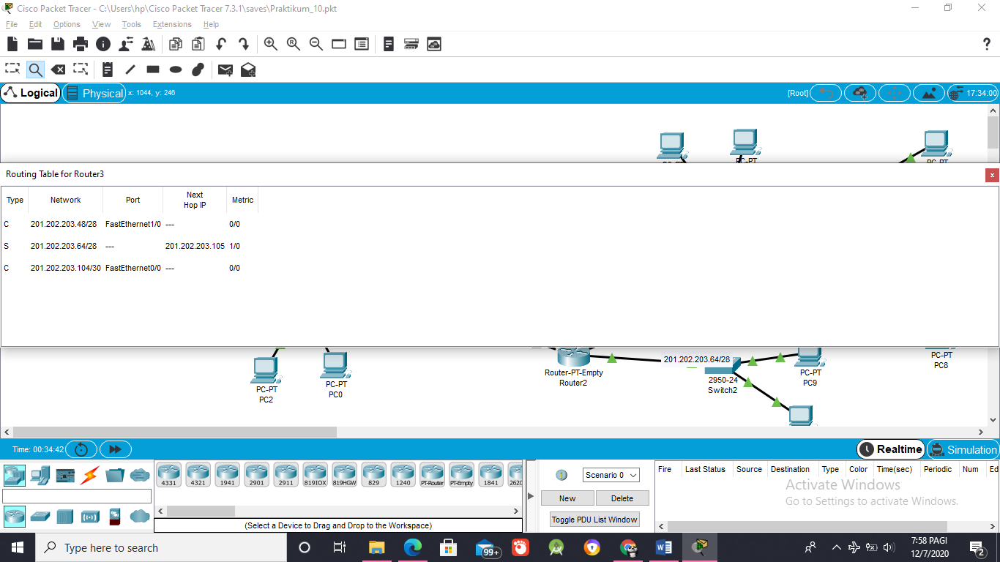 Cisco Packet Tracer - C:\Users\hp\Cisco Packet Tracer 7.3.1\saves\Praktikum_10.pkt
File Edit Options View Tools Extensions Help
Logical Physical x: 1044, y: 246 [Root] 17:34:00
Routing Table for Router3
Type Network Port Next Hop IP Metric
C 201.202.203.48/28 FastEthernet1/0 --- 0/0
S 201.202.203.64/28 --- 201.202.203.105 1/0
C 201.202.203.104/30 FastEthernet0/0 --- 0/0
PC-PT
PC2
PC-PT
PC0
Router-PT-Empty
Router2
201.202.203.64/28
2950-24
Switch2
PC-PT
PC9
PC-PT
PC8
Time: 00:34:42 Realtime Simulation
4331 4321 1941 2901 2911 819IOX 819HGW 829 1240 PT-Router PT-Empty 1841 2620
(Select a Device to Drag and Drop to the Workspace)
Scenario 0
New Delete
Toggle PDU List Window
Fire Last Status Source Destination Type Color Time(sec) Periodic Num Ed
Activate Windows
Go to Settings to activate Windows.
Type here to search
99+
7:58 PAGI
12/7/2020
2